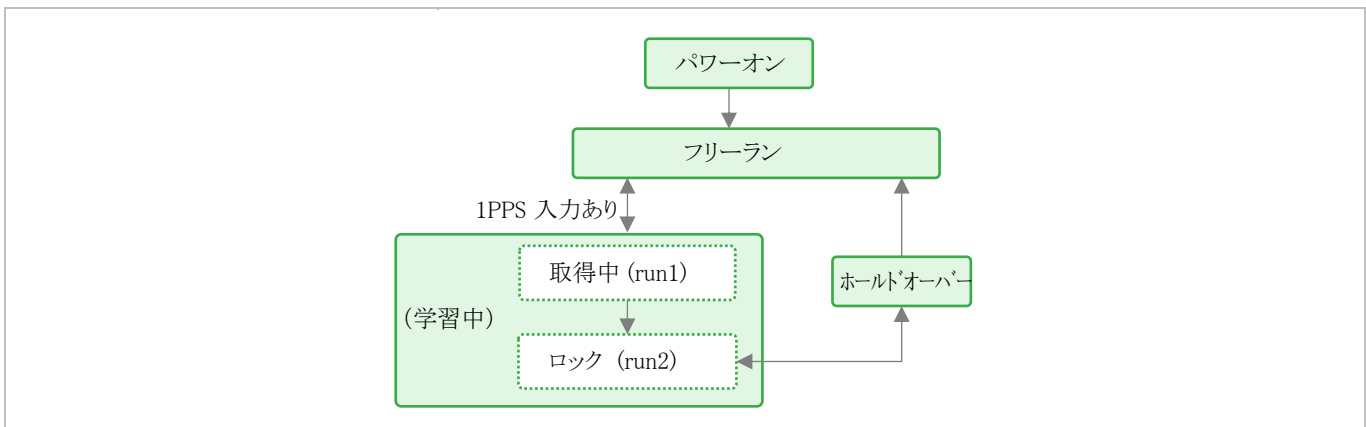 パワーオン
フリーラン
1PPS 入力あり
取得中 (run1)
ホールドオーバー
(学習中)
ロック (run2)